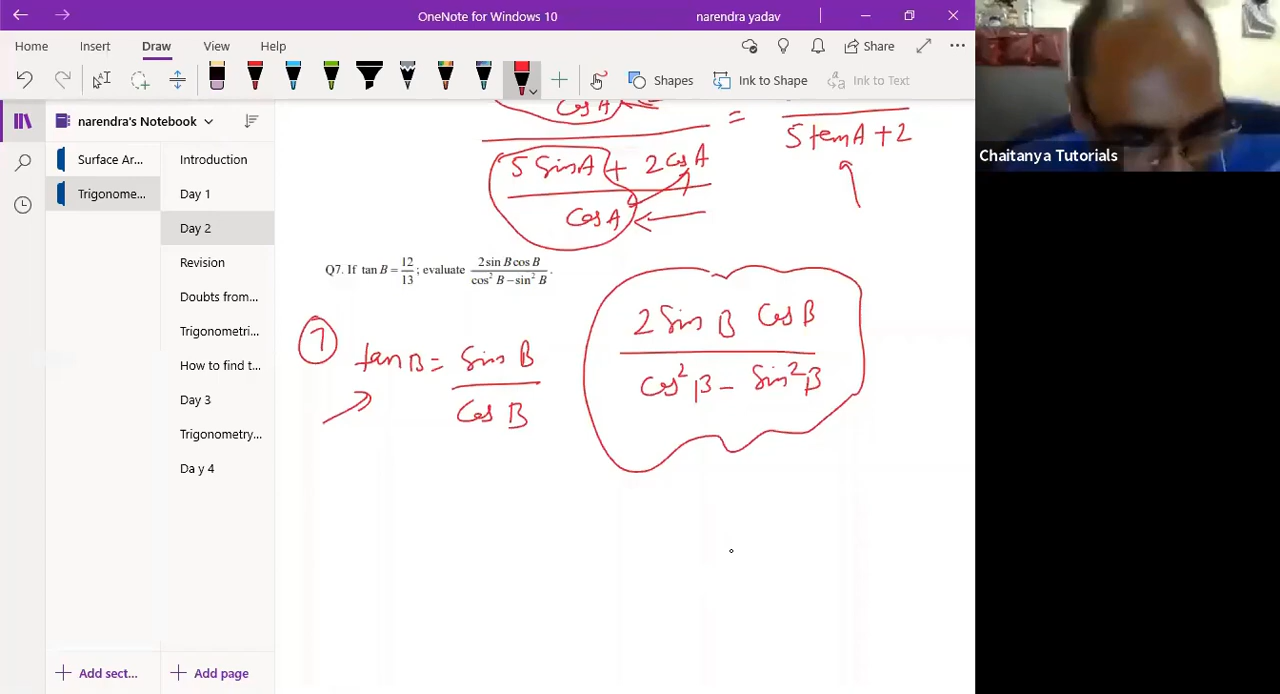 OneNote for Windows 10
narendra yadav
Home Insert Draw View Help
Share
Shapes
Ink to Shape
Ink to Text
narendra's Notebook
Surface Ar...
Trigonome...
Introduction
Day 1
Day 2
Revision
Doubts from...
Trigonometri...
How to find t...
Day 3
Trigonometry...
Da y 4
Add sect...
Add page
Cos A
=
5 Sin A + 2 Cos A
Cos A
5 tan A + 2
Q7. If tan B = 12/13; evaluate 2 sin B cos B / cos² B – sin² B.
7
tan B = Sin B / Cos B
2 Sin B Cos B
Cos² B – Sin² B
Chaitanya Tutorials